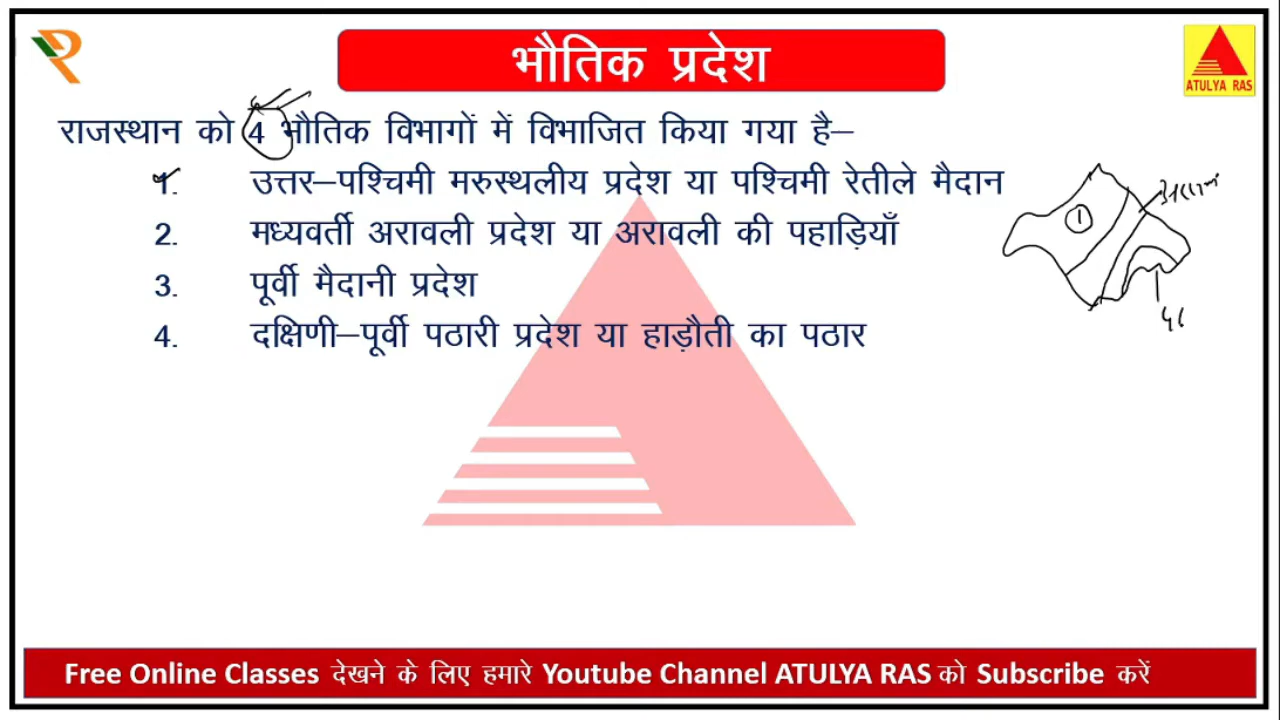 भौतिक प्रदेश
ATULYA RAS
राजस्थान को 4 भौतिक विभागों में विभाजित किया गया है–
1. उत्तर–पश्चिमी मरुस्थलीय प्रदेश या पश्चिमी रेतीले मैदान
2. मध्यवर्ती अरावली प्रदेश या अरावली की पहाड़ियाँ
3. पूर्वी मैदानी प्रदेश
4. दक्षिणी–पूर्वी पठारी प्रदेश या हाड़ौती का पठार
1
Free Online Classes देखने के लिए हमारे Youtube Channel ATULYA RAS को Subscribe करें